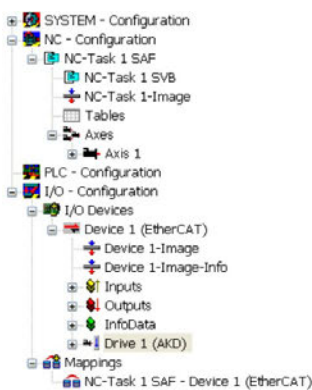 SYSTEM - Configuration
NC - Configuration
NC-Task 1 SAF
NC-Task 1 SVB
NC-Task 1-Image
Tables
Axes
Axis 1
PLC - Configuration
I/O - Configuration
I/O Devices
Device 1 (EtherCAT)
Device 1-Image
Device 1-Image-Info
Inputs
Outputs
InfoData
Drive 1 (AKD)
Mappings
NC-Task 1 SAF - Device 1 (EtherCAT)